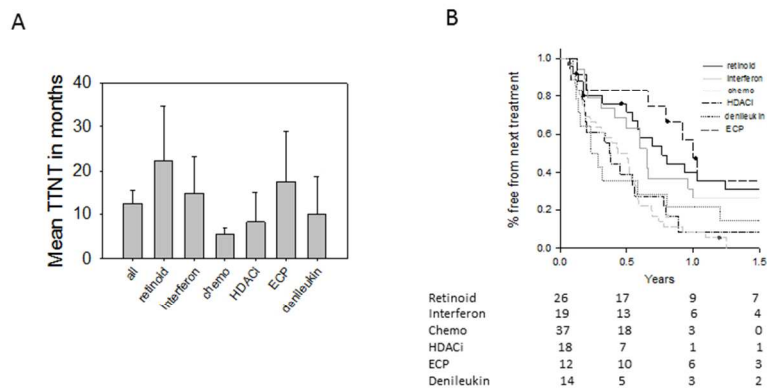 A
Mean TTNT in months
40
30
20
10
0
all
retinoid
interferon
chemo
HDACi
ECP
denileukin
B
% free from next treatment
1.0
0.8
0.6
0.4
0.2
0.0
retinoid
interferon
chemo
HDACI
denileukin
ECP
0.0 0.5 1.0 1.5
Years
Retinoid 26 17 9 7
Interferon 19 13 6 4
Chemo 37 18 3 0
HDACi 18 7 1 1
ECP 12 10 6 3
Denileukin 14 5 3 2